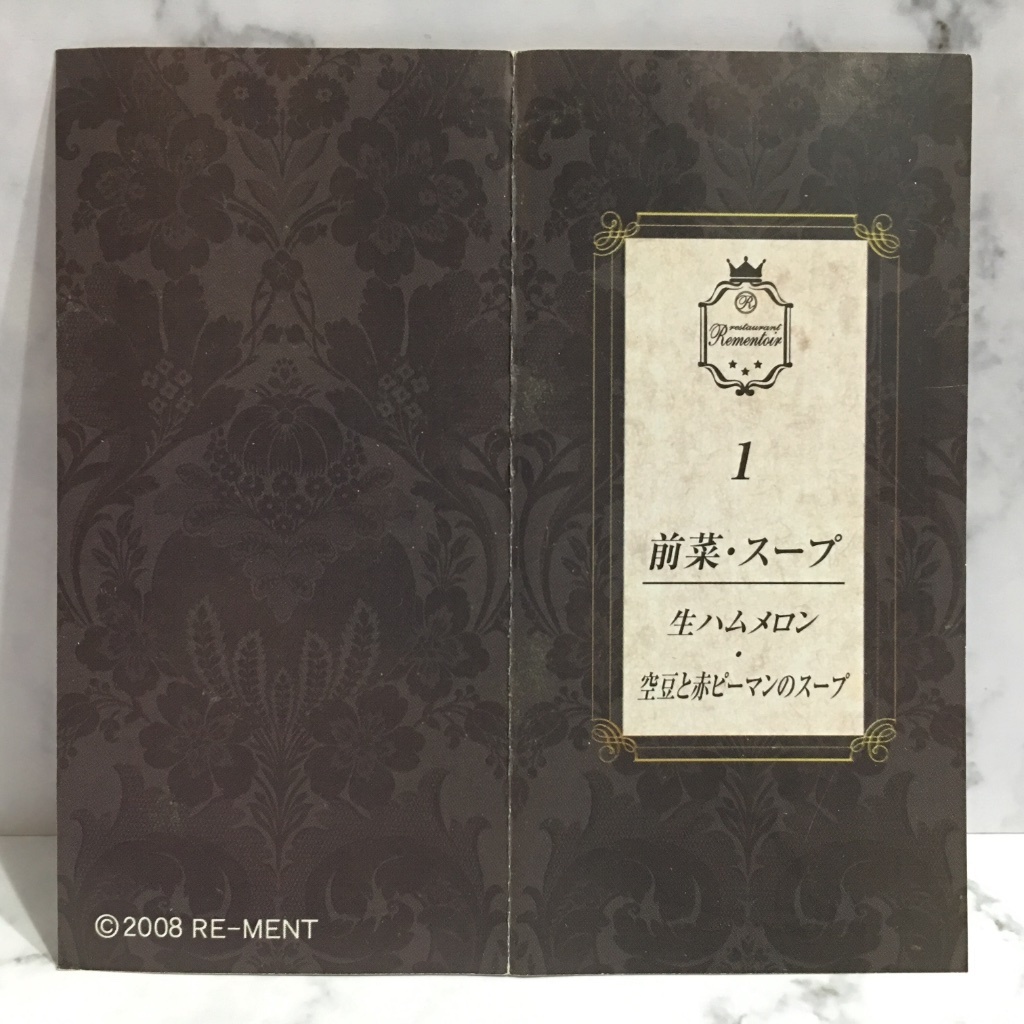 ®
restaurant
Rementoir
1
前菜・スープ
生ハムメロン
・
空豆と赤ピーマンのスープ
©2008 RE-MENT